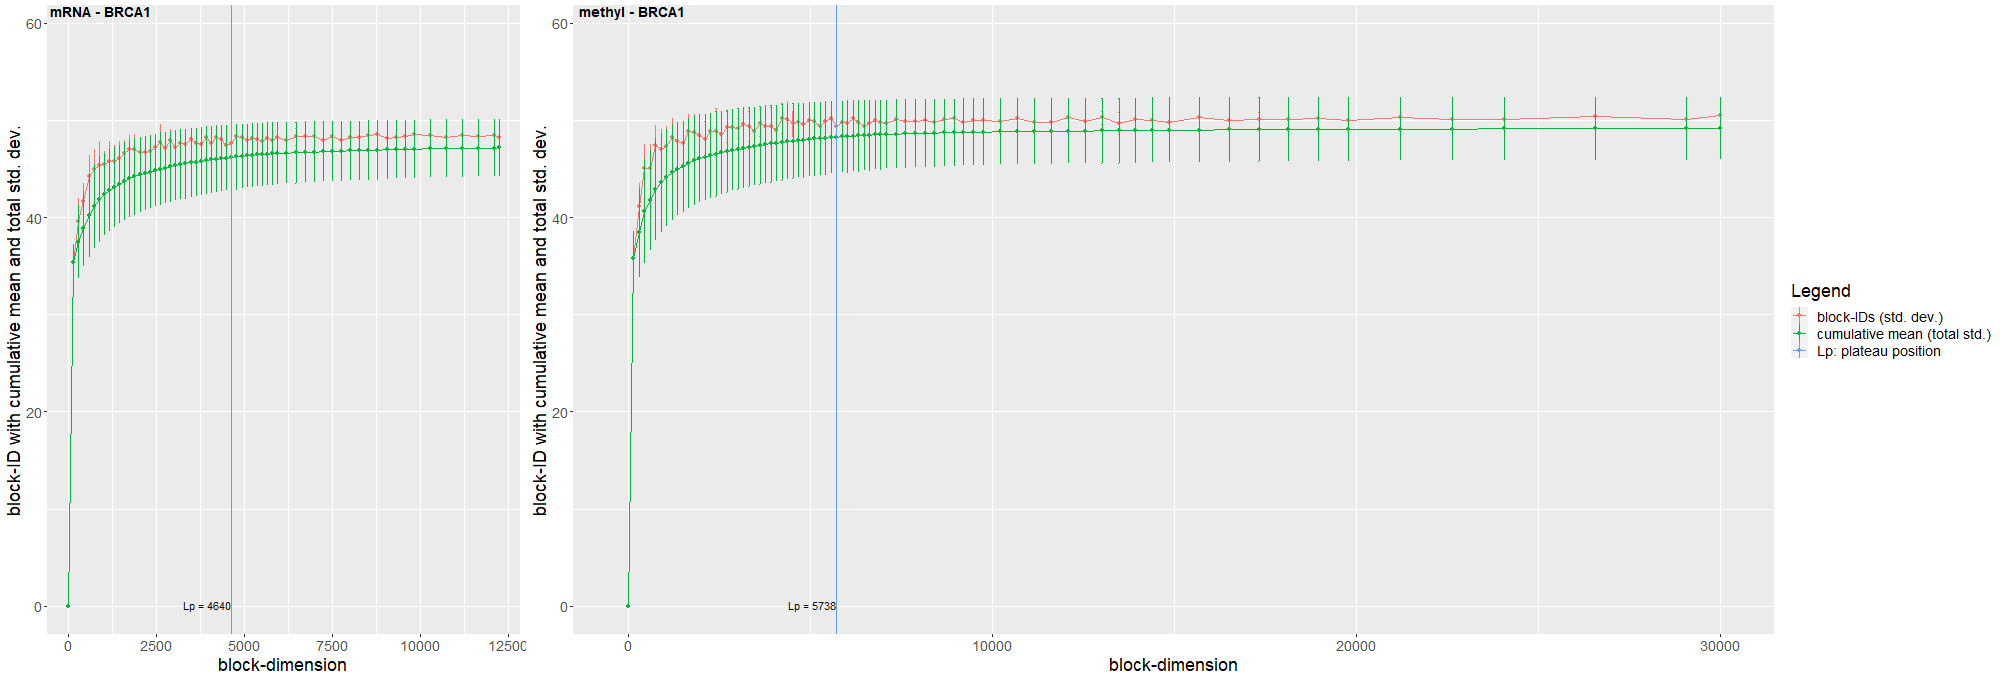 mRNA - BRCA1
block-ID with cumulative mean and total std. dev.
60
40
20
0
Lp = 4640
0 2500 5000 7500 10000 12500
block-dimension
methyl - BRCA1
block-ID with cumulative mean and total std. dev.
60
40
20
0
Lp = 5738
0 10000 20000 30000
block-dimension
Legend
block-IDs (std. dev.)
cumulative mean (total std.)
Lp: plateau position